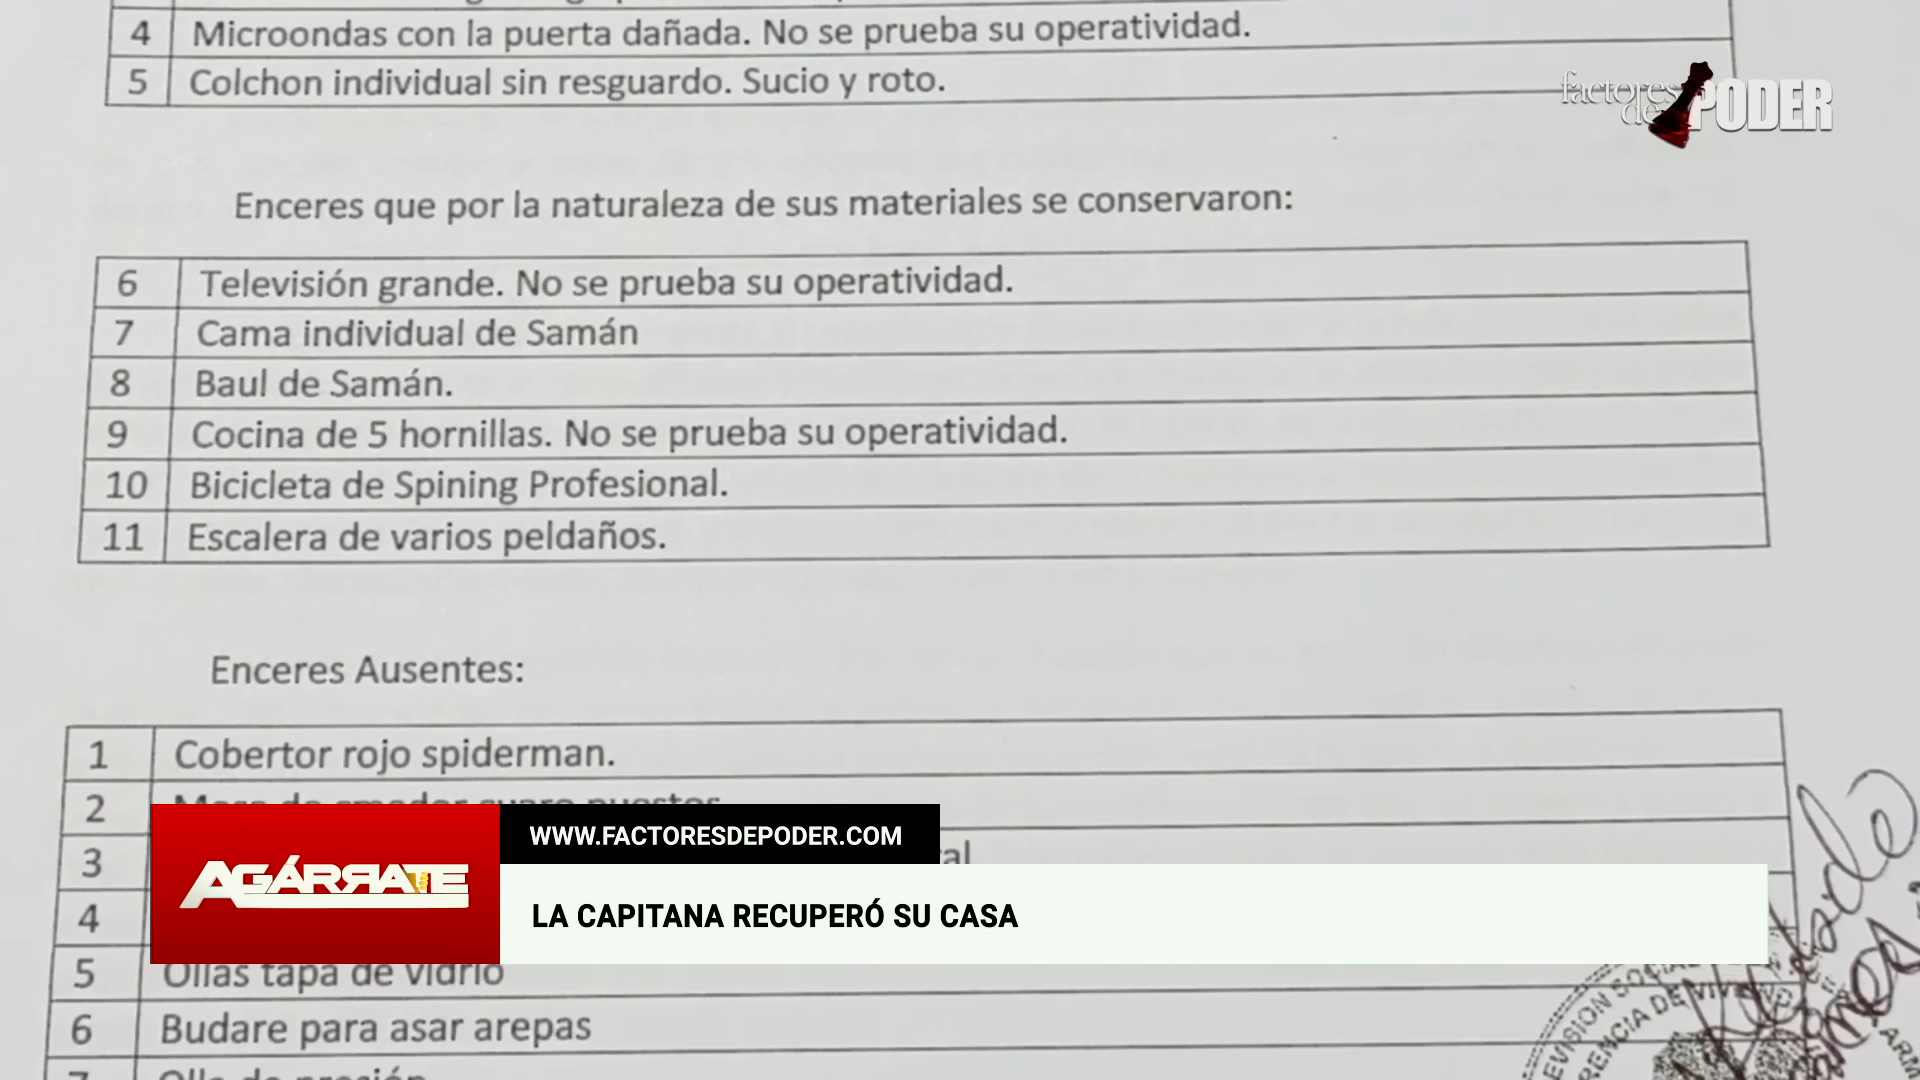 4 Microondas con la puerta dañada. No se prueba su operatividad.
5 Colchon individual sin resguardo. Sucio y roto.
factores de PODER
Enceres que por la naturaleza de sus materiales se conservaron:
6 Televisión grande. No se prueba su operatividad.
7 Cama individual de Samán
8 Baul de Samán.
9 Cocina de 5 hornillas. No se prueba su operatividad.
10 Bicicleta de Spining Profesional.
11 Escalera de varios peldaños.
Enceres Ausentes:
1 Cobertor rojo spiderman.
2
3
4
5 Ollas tapa de vidrio
6 Budare para asar arepas
7 Olla de presión
WWW.FACTORESDEPODER.COM
AGÁRRATE
LA CAPITANA RECUPERÓ SU CASA